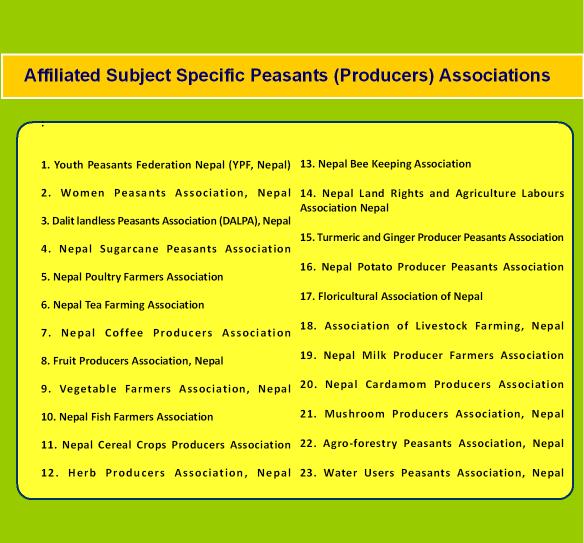 Affiliated Subject Specific Peasants (Producers) Associations
1. Youth Peasants Federation Nepal (YPF, Nepal)
2. Women Peasants Association, Nepal
3. Dalit landless Peasants Association (DALPA), Nepal
4. Nepal Sugarcane Peasants Association
5. Nepal Poultry Farmers Association
6. Nepal Tea Farming Association
7. Nepal Coffee Producers Association
8. Fruit Producers Association, Nepal
9. Vegetable Farmers Association, Nepal
10. Nepal Fish Farmers Association
11. Nepal Cereal Crops Producers Association
12. Herb Producers Association, Nepal
13. Nepal Bee Keeping Association
14. Nepal Land Rights and Agriculture Labours
Association Nepal
15. Turmeric and Ginger Producer Peasants Association
16. Nepal Potato Producer Peasants Association
17. Floricultural Association of Nepal
18. Association of Livestock Farming, Nepal
19. Nepal Milk Producer Farmers Association
20. Nepal Cardamom Producers Association
21. Mushroom Producers Association, Nepal
22. Agro-forestry Peasants Association, Nepal
23. Water Users Peasants Association, Nepal